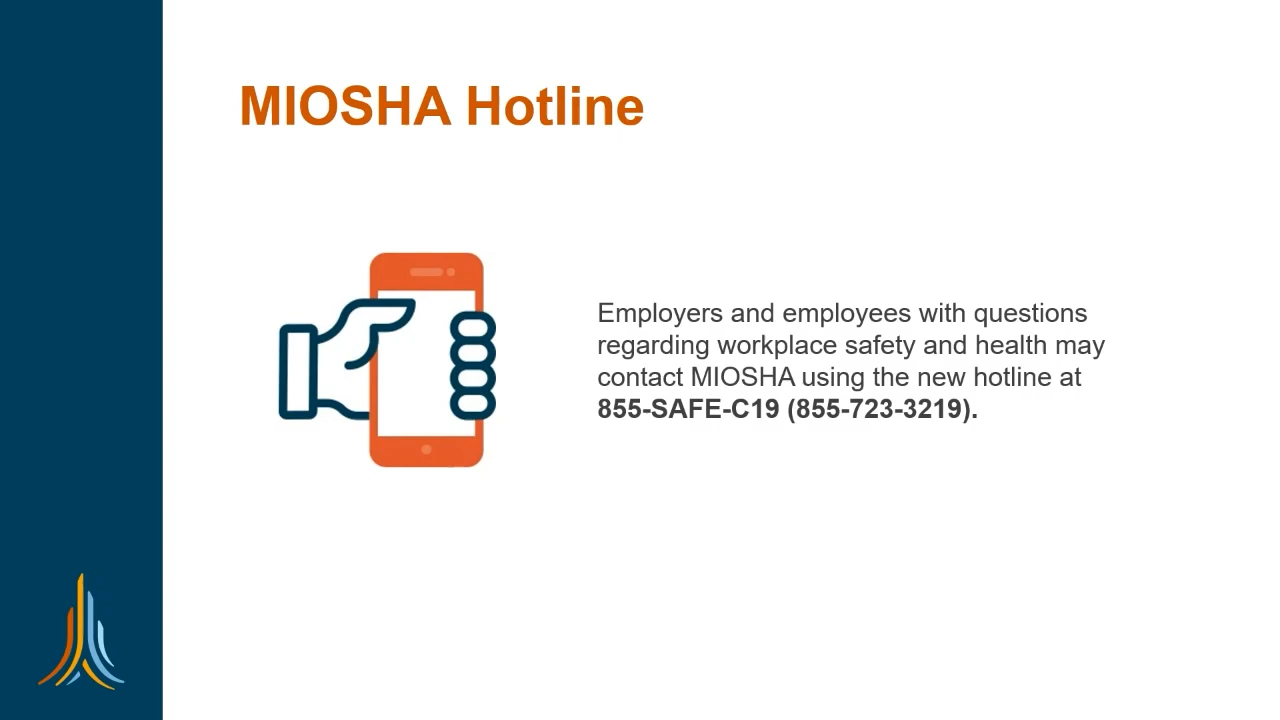 MIOSHA Hotline
Employers and employees with questions
regarding workplace safety and health may
contact MIOSHA using the new hotline at
855-SAFE-C19 (855-723-3219).